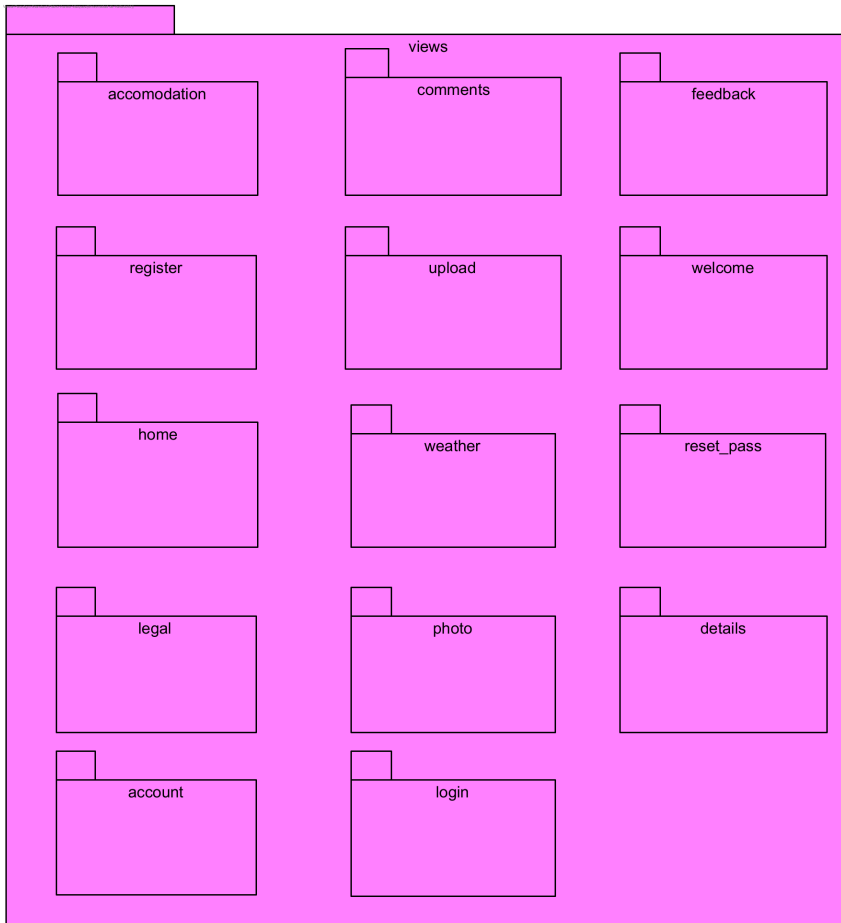 views
accomodation
comments
feedback
register
upload
welcome
home
weather
reset_pass
legal
photo
details
account
login